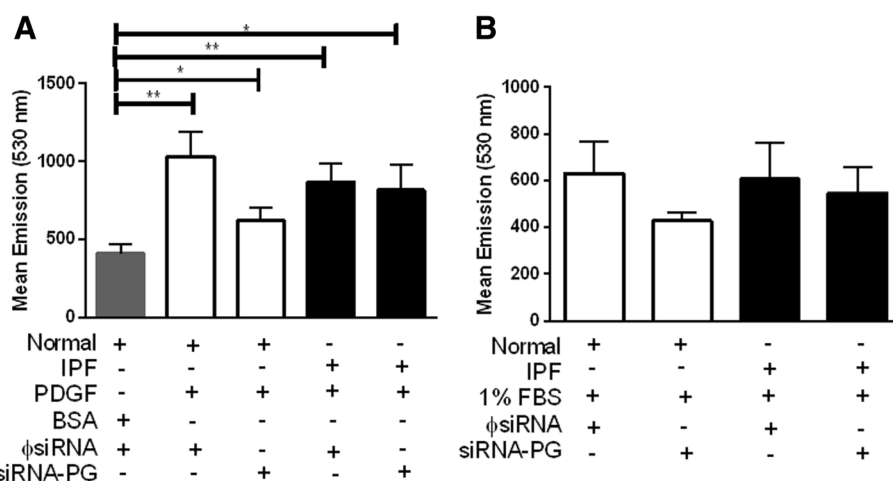 A
*
**
*
**
1500
1000
500
0
Mean Emission (530 nm)
Normal + + + - -
IPF - - - + +
PDGF - + + + +
BSA + - - - -
ϕsiRNA + + - + -
siRNA-PG - - + - +
B
1000
800
600
400
200
0
Mean Emission (530 nm)
Normal + + - -
IPF - - + +
1% FBS + + + +
ϕsiRNA + - + -
siRNA-PG - + - +